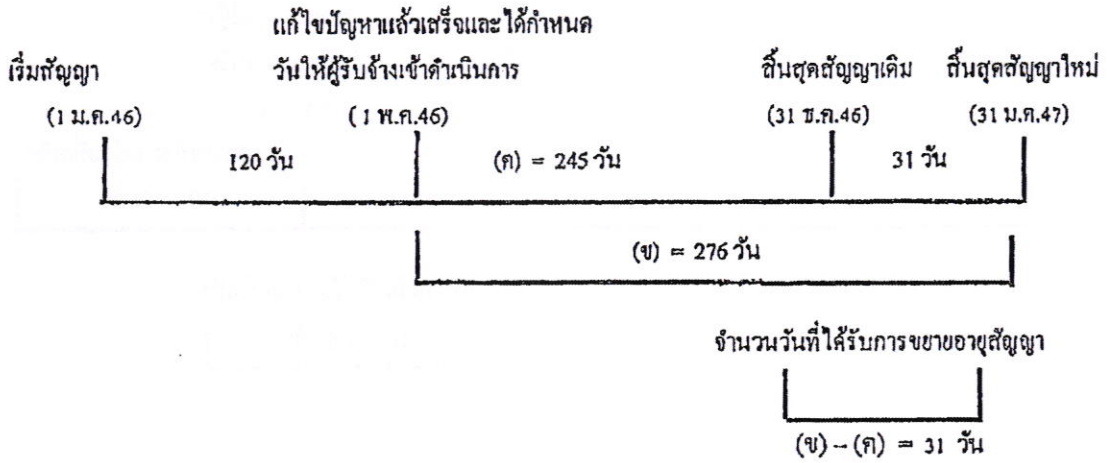 แก้ไขปัญหาแล้วเสร็จและได้กำหนด
เริ่มสัญญา วันให้ผู้รับจ้างเข้าดำเนินการ สิ้นสุดสัญญาเดิม สิ้นสุดสัญญาใหม่
(1 ม.ค.46) (1 พ.ค.46) (31 ธ.ค.46) (31 ม.ค.47)
120 วัน (ค) = 245 วัน 31 วัน
(ข) = 276 วัน
จำนวนวันที่ได้รับการขยายอายุสัญญา
(ข) – (ค) = 31 วัน